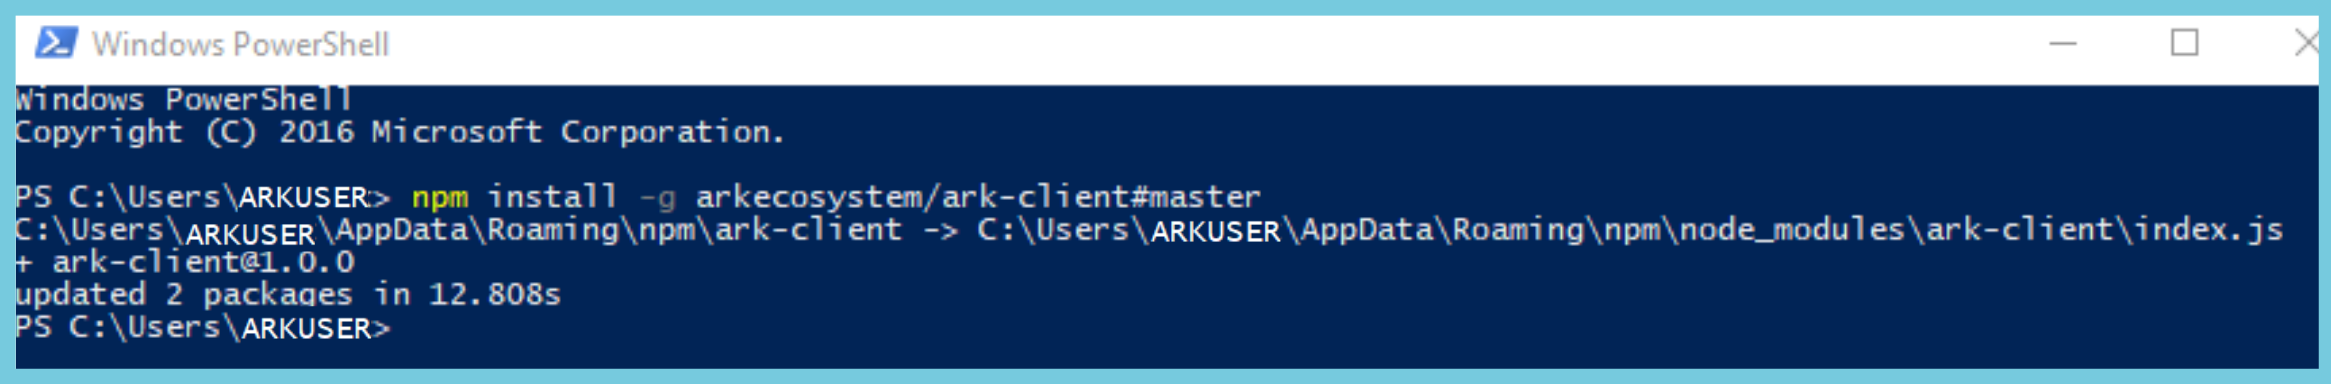 Windows PowerShell
Windows PowerShell
Copyright (C) 2016 Microsoft Corporation.
PS C:\Users\ARKUSER> npm install -g arkecosystem/ark-client#master
C:\Users\ARKUSER\AppData\Roaming\npm\ark-client -> C:\Users\ARKUSER\AppData\Roaming\npm\node_modules\ark-client\index.js
+ ark-client@1.0.0
updated 2 packages in 12.808s
PS C:\Users\ARKUSER>